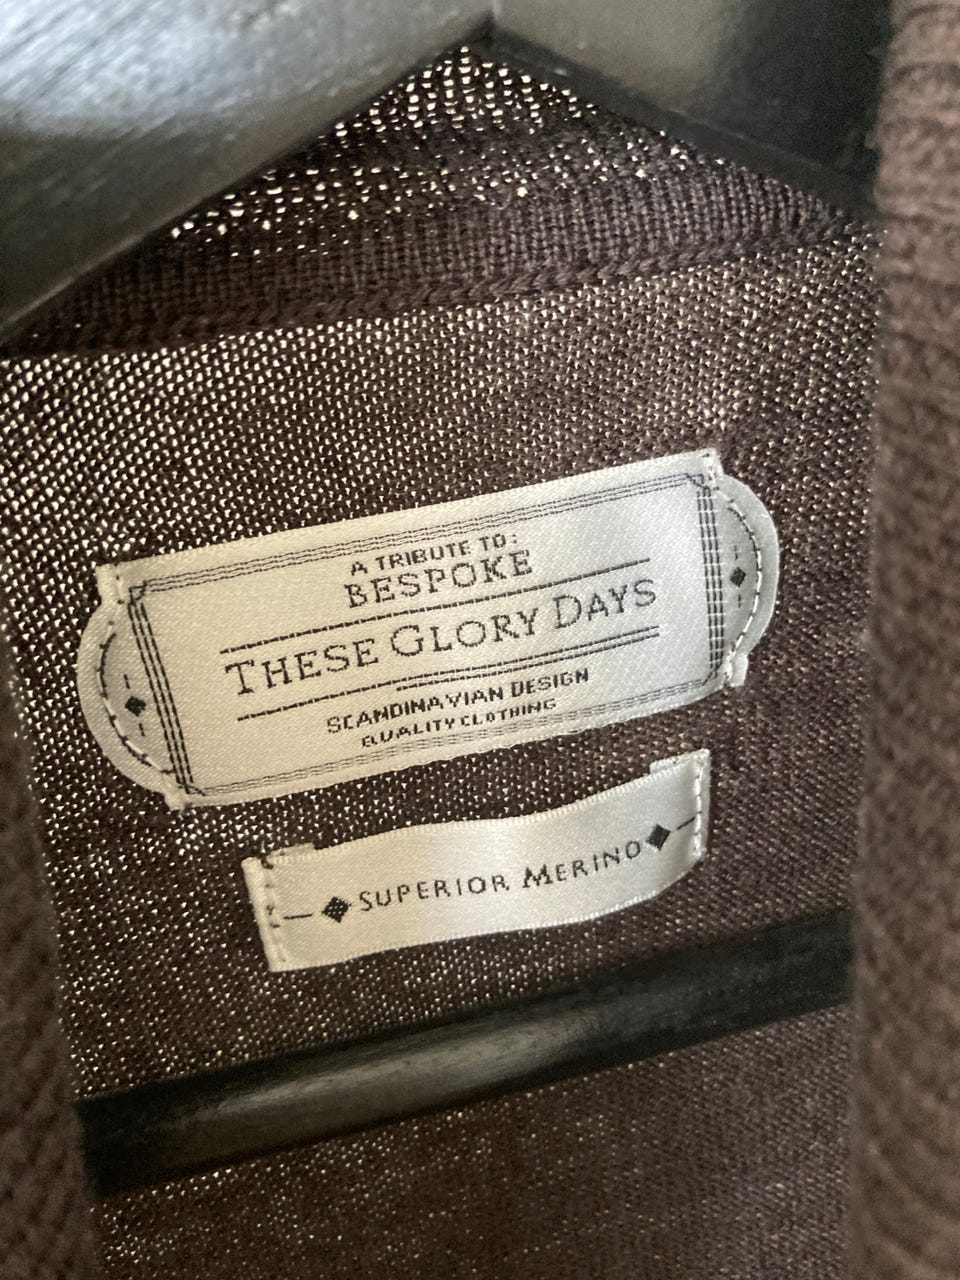 A TRIBUTE TO:
BESPOKE
THESE GLORY DAYS
SCANDINAVIAN DESIGN
QUALITY CLOTHING
SUPERIOR MERINO